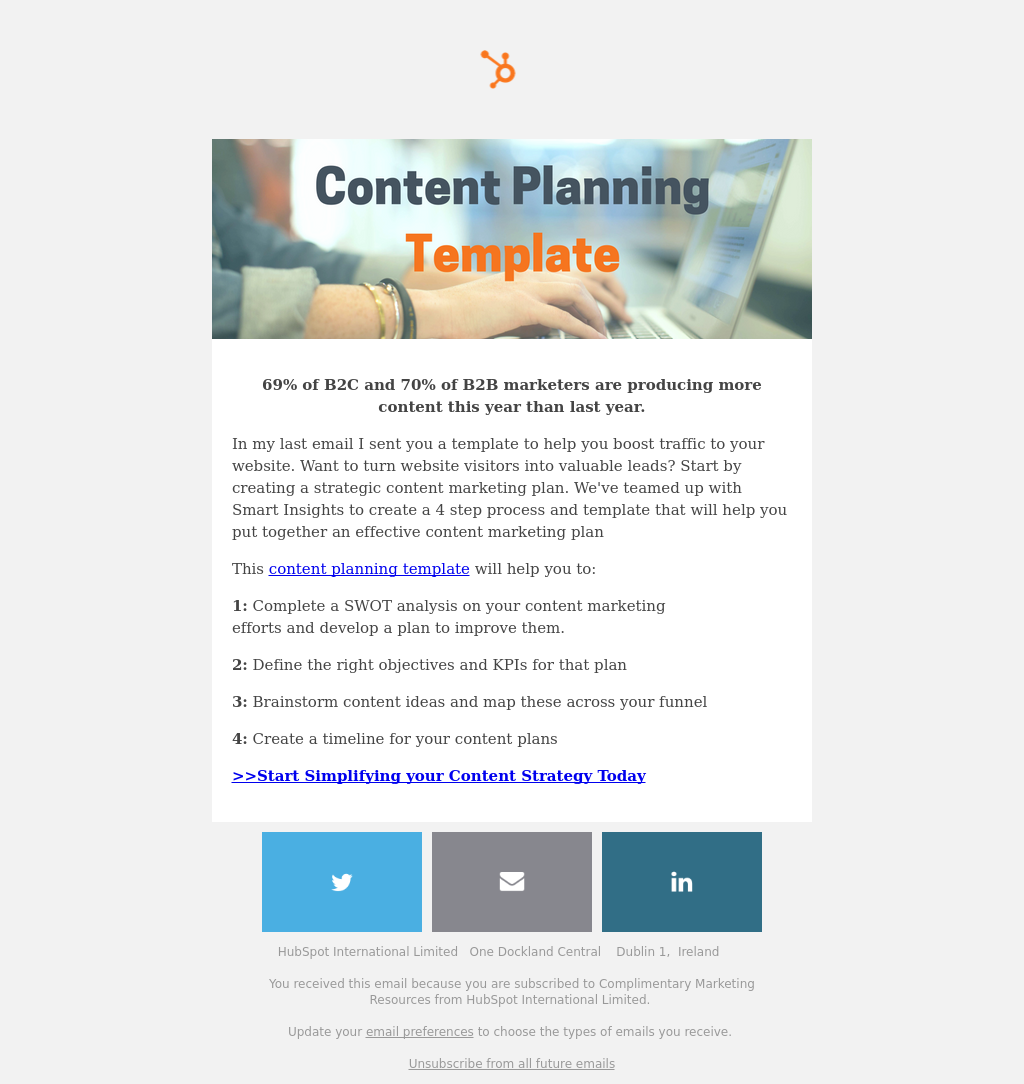 Content Planning
Template
69% of B2C and 70% of B2B marketers are producing more
content this year than last year.
In my last email I sent you a template to help you boost traffic to your
website. Want to turn website visitors into valuable leads? Start by
creating a strategic content marketing plan. We've teamed up with
Smart Insights to create a 4 step process and template that will help you
put together an effective content marketing plan
This content planning template will help you to:
1: Complete a SWOT analysis on your content marketing
efforts and develop a plan to improve them.
2: Define the right objectives and KPIs for that plan
3: Brainstorm content ideas and map these across your funnel
4: Create a timeline for your content plans
>>Start Simplifying your Content Strategy Today
in
HubSpot International Limited   One Dockland Central    Dublin 1,  Ireland
You received this email because you are subscribed to Complimentary Marketing
Resources from HubSpot International Limited.
Update your email preferences to choose the types of emails you receive.
Unsubscribe from all future emails